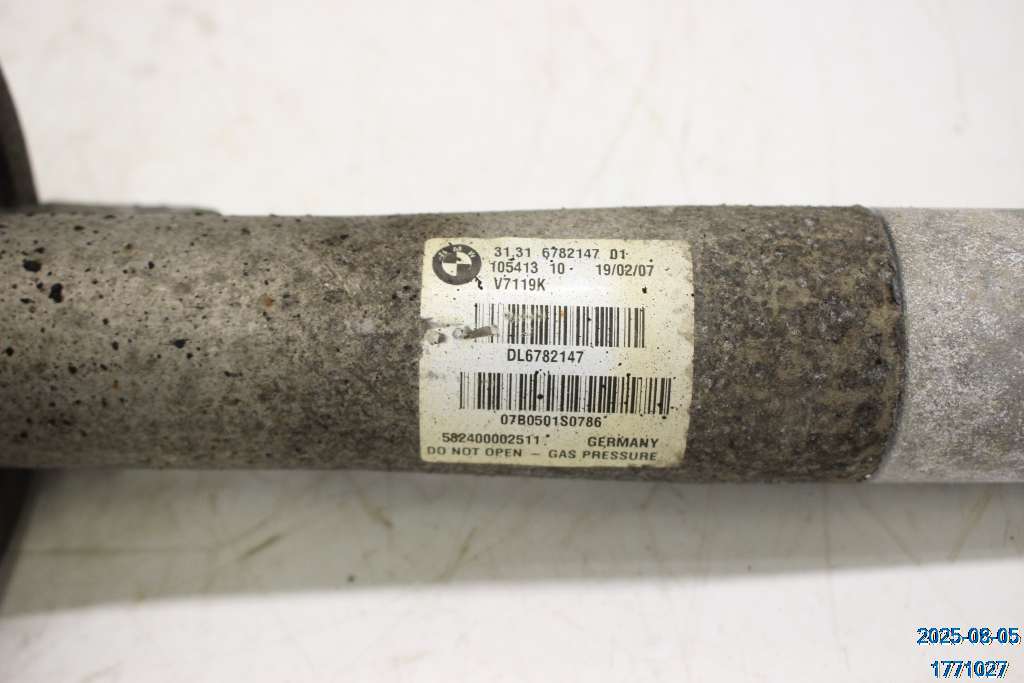 31.31 6782147 01
105413 10 19/02/07
V7119K
DL6782147
07B0501S0786
582400002511 GERMANY
DO NOT OPEN - GAS PRESSURE
2025-08-05
1771027